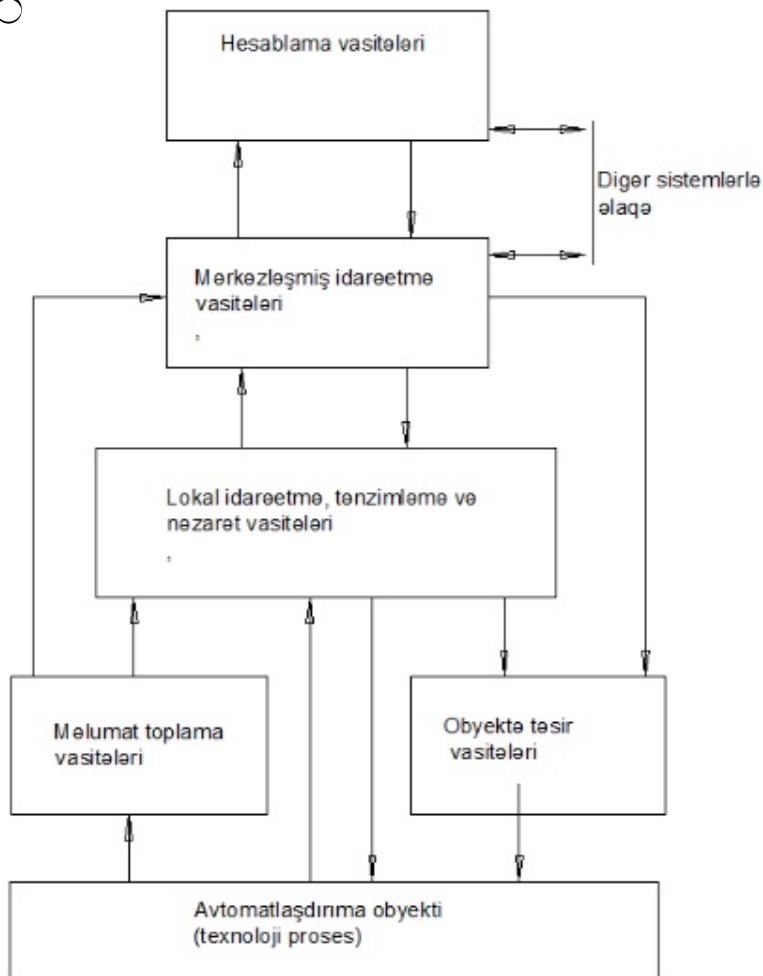 Hesablama vasitələri
Digər sistemlərlə
əlaqə
Mərkəzləşmiş idarəetmə
vasitələri
,
Lokal idarəetmə, tənzimləmə və
nəzarət vasitələri
,
Məlumat toplama
vasitələri
Obyektə təsir
vasitələri
Avtomatlaşdırıma obyekti
(texnoloji proses)